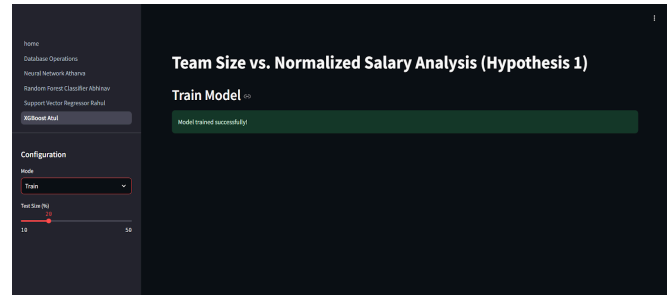 home
Database Operations
Neural Network Atharva
Random Forest Classifier Abhinav
Support Vector Regressor Rahul
XGBoost Atul
Configuration
Mode
Train
Test Size (%)
20
10 50
Team Size vs. Normalized Salary Analysis (Hypothesis 1)
Train Model
Model trained successfully!